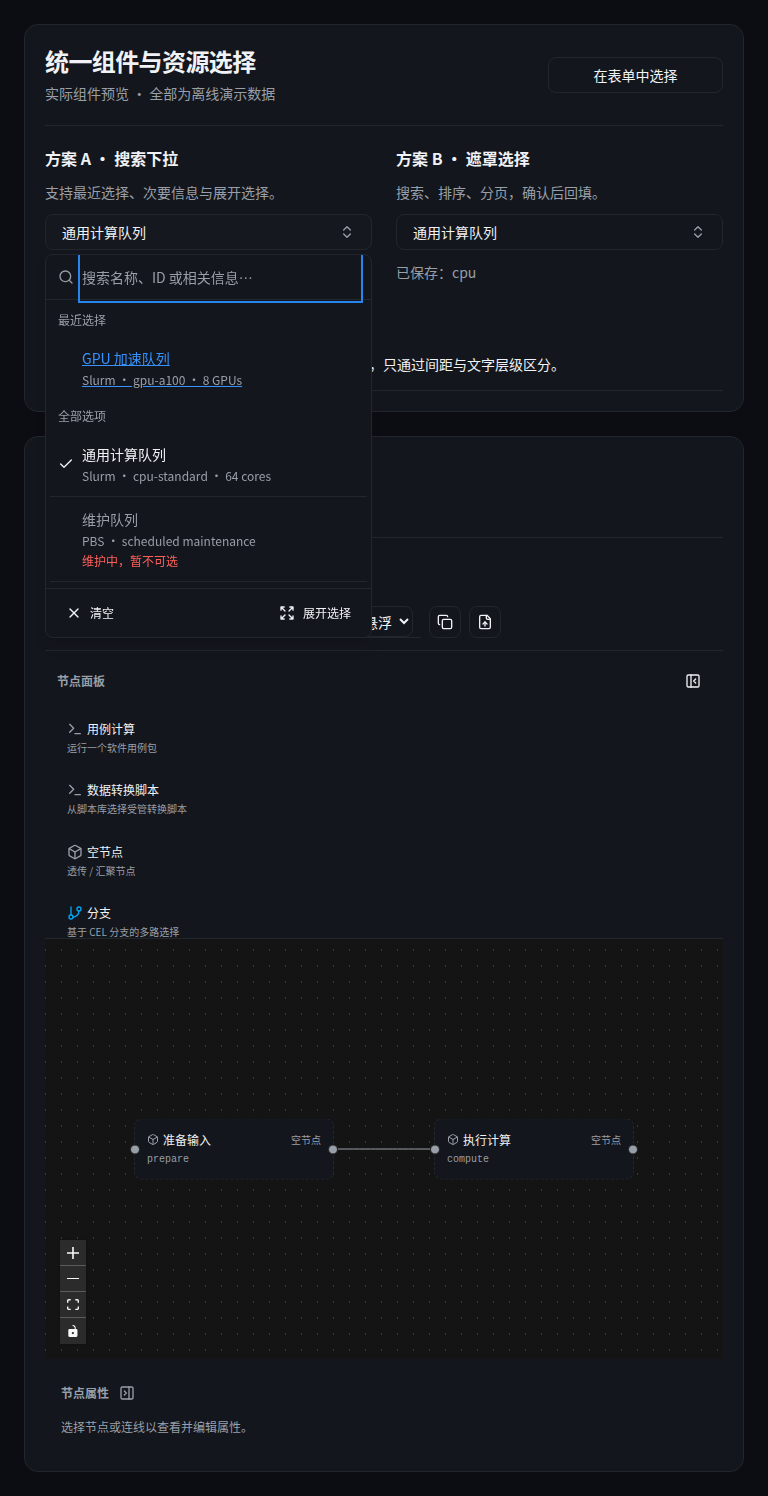 统一组件与资源选择
实际组件预览 · 全部为离线演示数据
在表单中选择
方案 A · 搜索下拉
支持最近选择、次要信息与展开选择。
通用计算队列
方案 B · 遮罩选择
搜索、排序、分页，确认后回填。
通用计算队列
已保存：cpu
搜索名称、ID 或相关信息…
最近选择
GPU 加速队列
Slurm · gpu-a100 · 8 GPUs
，只通过间距与文字层级区分。
全部选项
通用计算队列
Slurm · cpu-standard · 64 cores
维护队列
PBS · scheduled maintenance
维护中，暂不可选
清空
展开选择
悬浮
节点面板
用例计算
运行一个软件用例包
数据转换脚本
从脚本库选择受管转换脚本
空节点
透传 / 汇聚节点
分支
基于 CEL 分支的多路选择
准备输入
空节点
prepare
执行计算
空节点
compute
节点属性
选择节点或连线以查看并编辑属性。